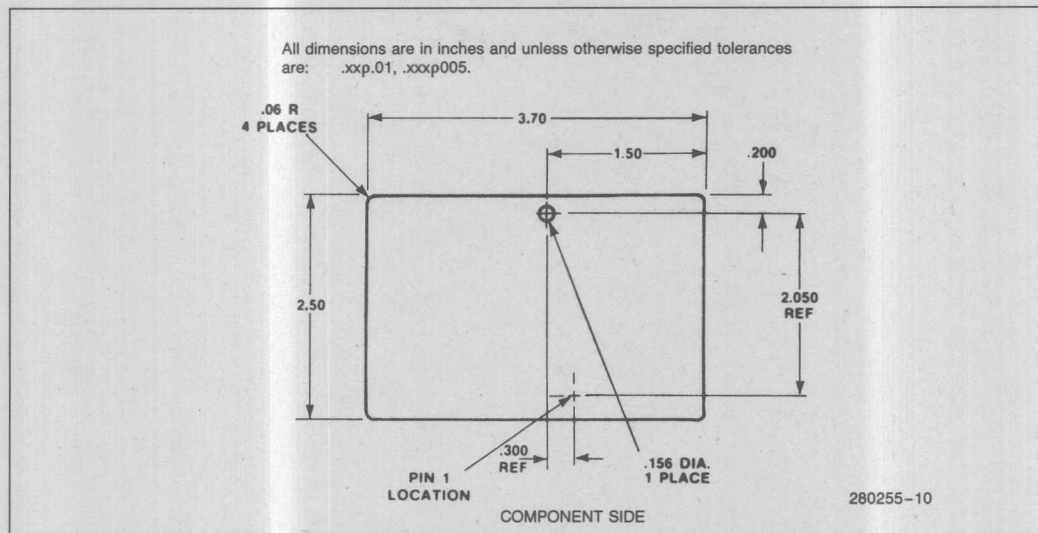 All dimensions are in inches and unless otherwise specified tolerances
are: .xxρ.01, .xxxρ005.
.06 R
4 PLACES
3.70
1.50
.200
2.50
2.050
REF
.300
REF
.156 DIA.
1 PLACE
PIN 1
LOCATION
280255-10
COMPONENT SIDE